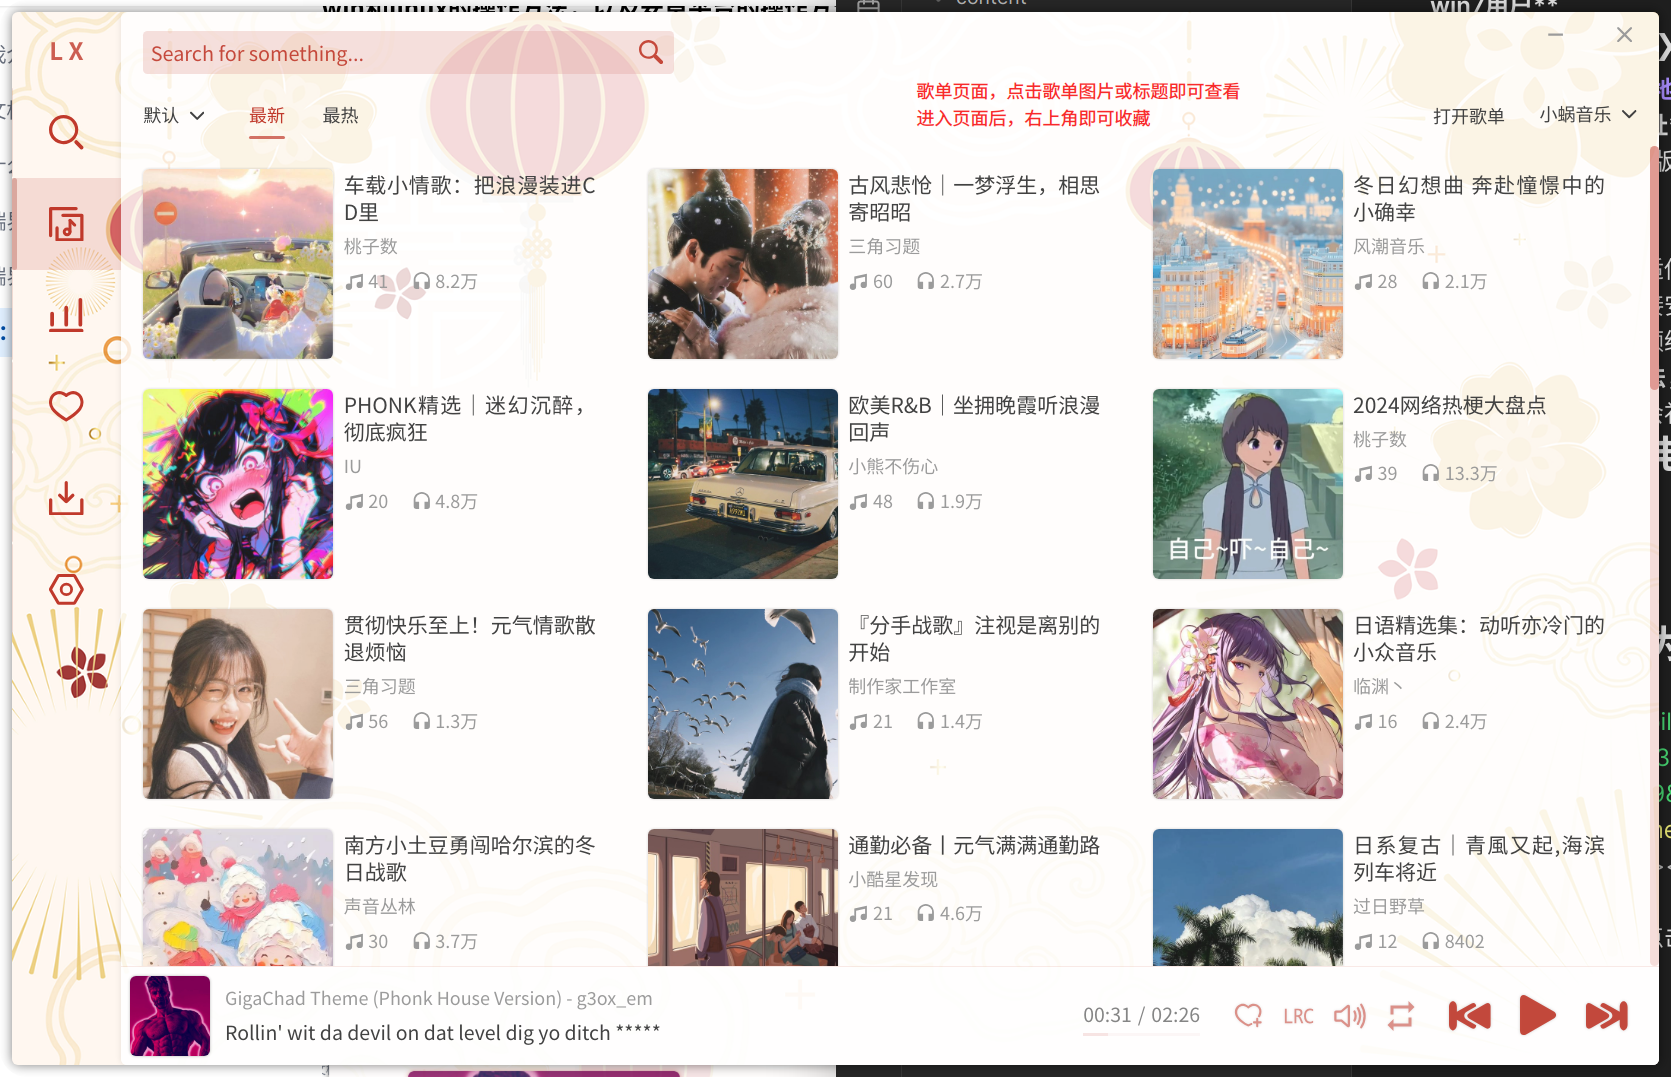 LX
Search for something...
歌单页面，点击歌单图片或标题即可查看
进入页面后，右上角即可收藏
默认
最新
最热
打开歌单
小蜗音乐
车载小情歌：把浪漫装进C
D里
桃子数
41
8.2万
古风悲怆｜一梦浮生，相思
寄昭昭
三角习题
60
2.7万
冬日幻想曲 奔赴憧憬中的
小确幸
风潮音乐
28
2.1万
PHONK精选｜迷幻沉醉，
彻底疯狂
IU
20
4.8万
欧美R&B｜坐拥晚霞听浪漫
回声
小熊不伤心
48
1.9万
2024网络热梗大盘点
桃子数
39
13.3万
自己~吓~自己~
贯彻快乐至上！元气情歌散
退烦恼
三角习题
56
1.3万
『分手战歌』注视是离别的
开始
制作家工作室
21
1.4万
日语精选集：动听亦冷门的
小众音乐
临渊丶
16
2.4万
南方小土豆勇闯哈尔滨的冬
日战歌
声音丛林
30
3.7万
通勤必备丨元气满满通勤路
小酷星发现
21
4.6万
日系复古｜青風又起,海滨
列车将近
过日野草
12
8402
GigaChad Theme (Phonk House Version) - g3ox_em
Rollin' wit da devil on dat level dig yo ditch *****
00:31 / 02:26
LRC